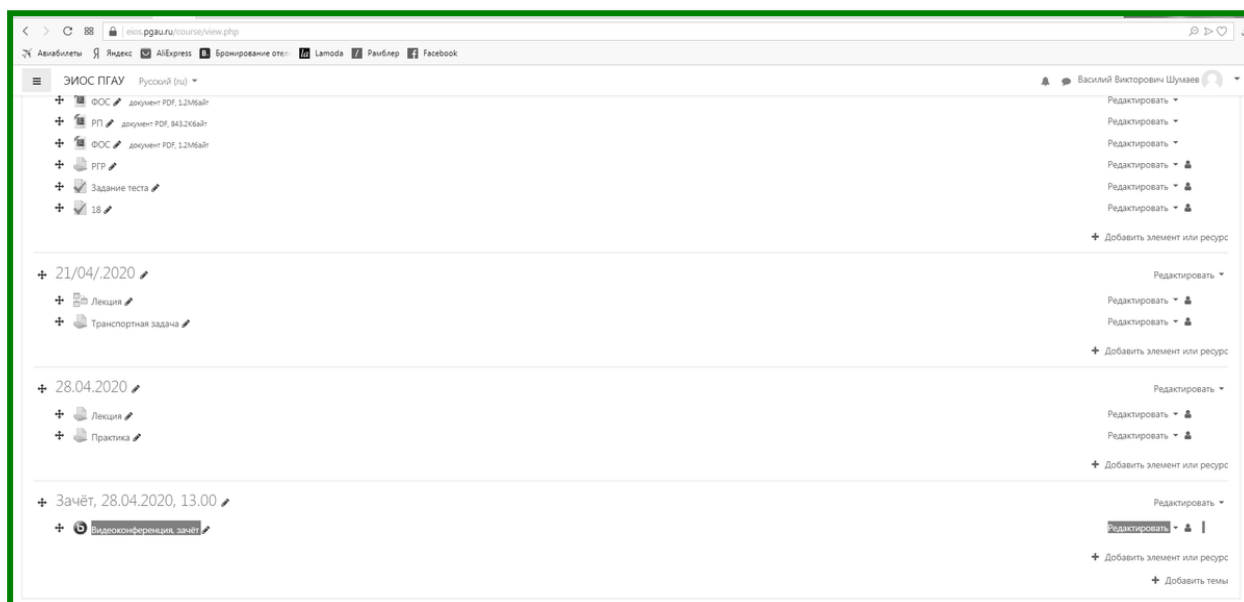 eios.pgau.ru/course/view.php
Авиабилеты Яндекс AliExpress Бронирование отел Lamoda Рамблер Facebook
ЭИОС ПГАУ Русский (ru) Василий Викторович Шумаев
ФОС документ PDF, 1.2Мбайт Редактировать
РП документ PDF, 843.2Кбайт Редактировать
ФОС документ PDF, 1.2Мбайт Редактировать
РГР Редактировать
Задание теста Редактировать
18 Редактировать
Добавить элемент или ресурс
21/04/.2020 Редактировать
Лекция Редактировать
Транспортная задача Редактировать
Добавить элемент или ресурс
28.04.2020 Редактировать
Лекция Редактировать
Практика Редактировать
Добавить элемент или ресурс
Зачёт, 28.04.2020, 13.00 Редактировать
Видеоконференция, зачёт Редактировать
Добавить элемент или ресурс
Добавить темы